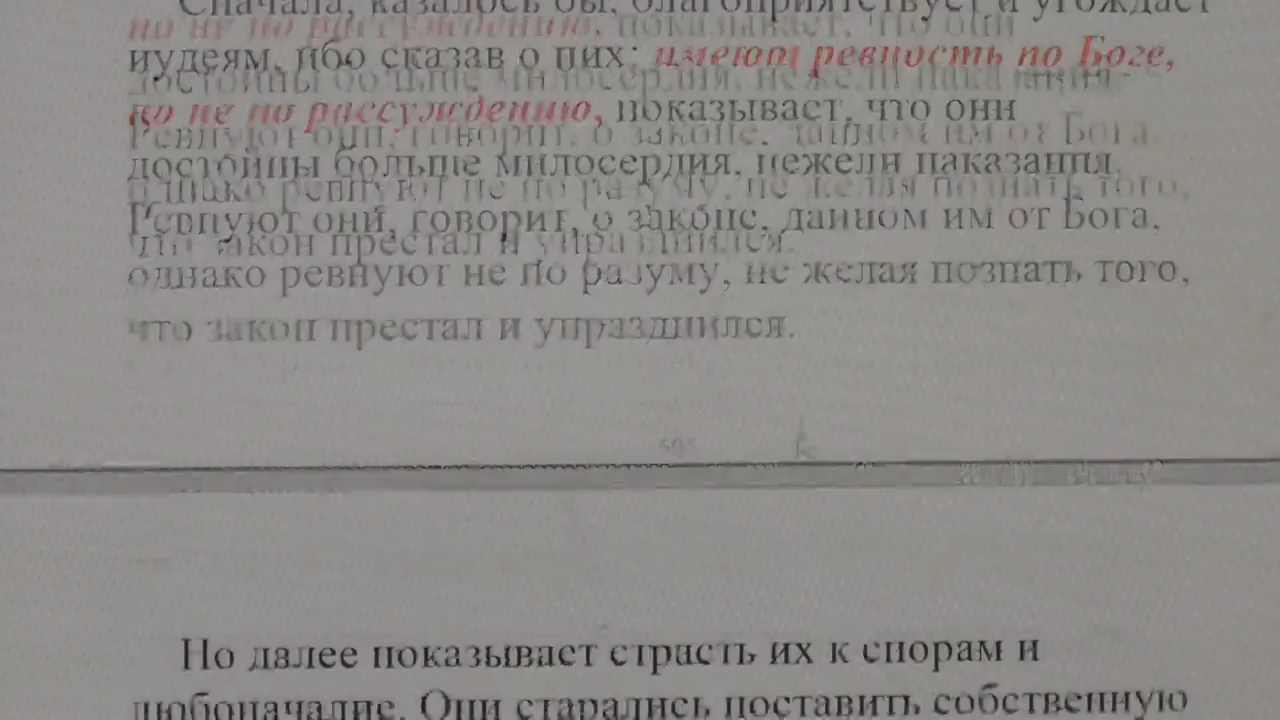 Сначала, казалось бы, благоприятствует и угождает
иудеям, ибо сказав о них: имеют ревность по Боге,
но не по рассуждению, показывает, что они
достойны больше милосердия, нежели наказания.
Ревнуют они, говорит, о законе, данном им от Бога,
однако ревнуют не по разуму, не желая познать того,
что закон престал и упразднился.
Но далее показывает страсть их к спорам и
любоначалие. Они старались поставить собственную